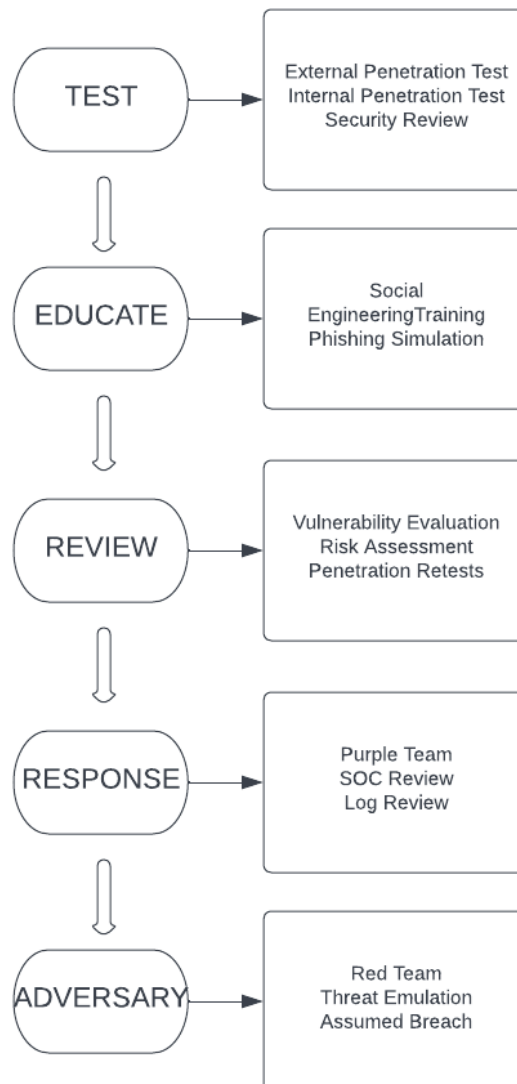 TEST
External Penetration Test
Internal Penetration Test
Security Review
EDUCATE
Social
EngineeringTraining
Phishing Simulation
REVIEW
Vulnerability Evaluation
Risk Assessment
Penetration Retests
RESPONSE
Purple Team
SOC Review
Log Review
ADVERSARY
Red Team
Threat Emulation
Assumed Breach